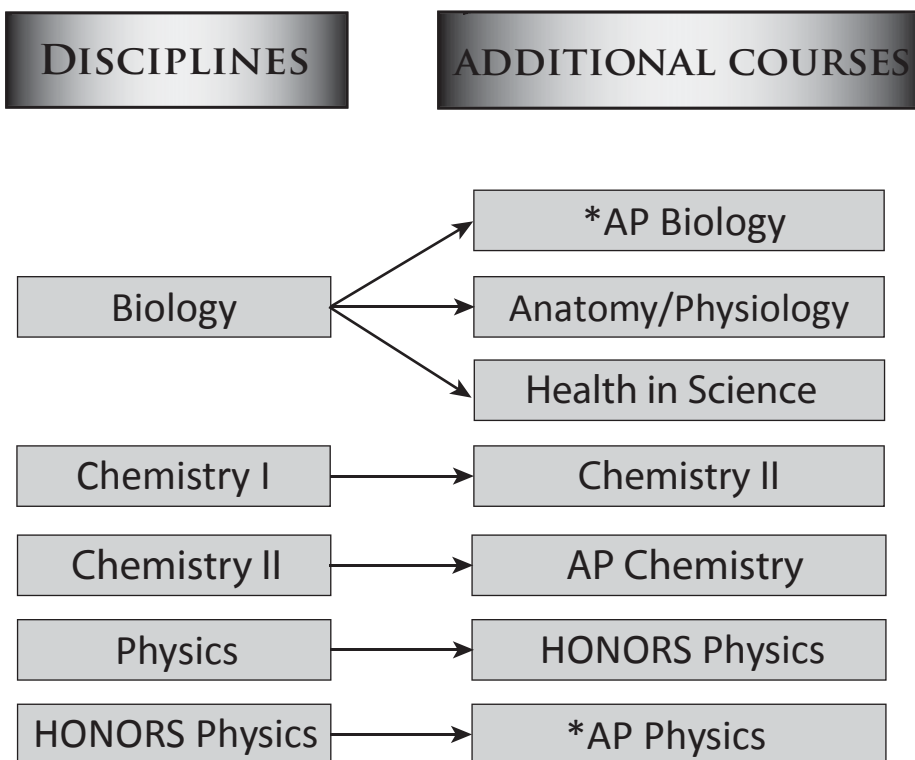 DISCIPLINES
ADDITIONAL COURSES
*AP Biology
Biology
Anatomy/Physiology
Health in Science
Chemistry I
Chemistry II
Chemistry II
AP Chemistry
Physics
HONORS Physics
HONORS Physics
*AP Physics